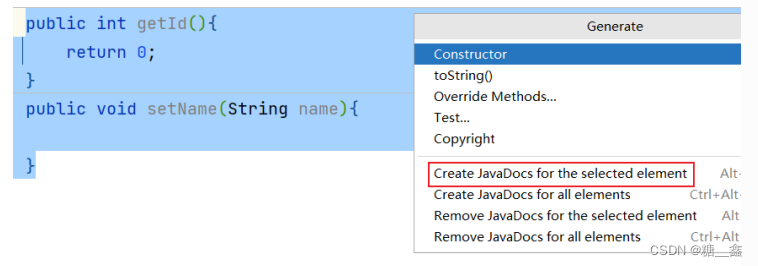 public int getId(){
return 0;
}
public void setName(String name){
}
Generate
Constructor
toString()
Override Methods...
Test...
Copyright
Create JavaDocs for the selected element Alt-
Create JavaDocs for all elements Ctrl+Alt-
Remove JavaDocs for the selected element Alt
Remove JavaDocs for all elements Ctrl+Alt
CSDN @糖__鑫